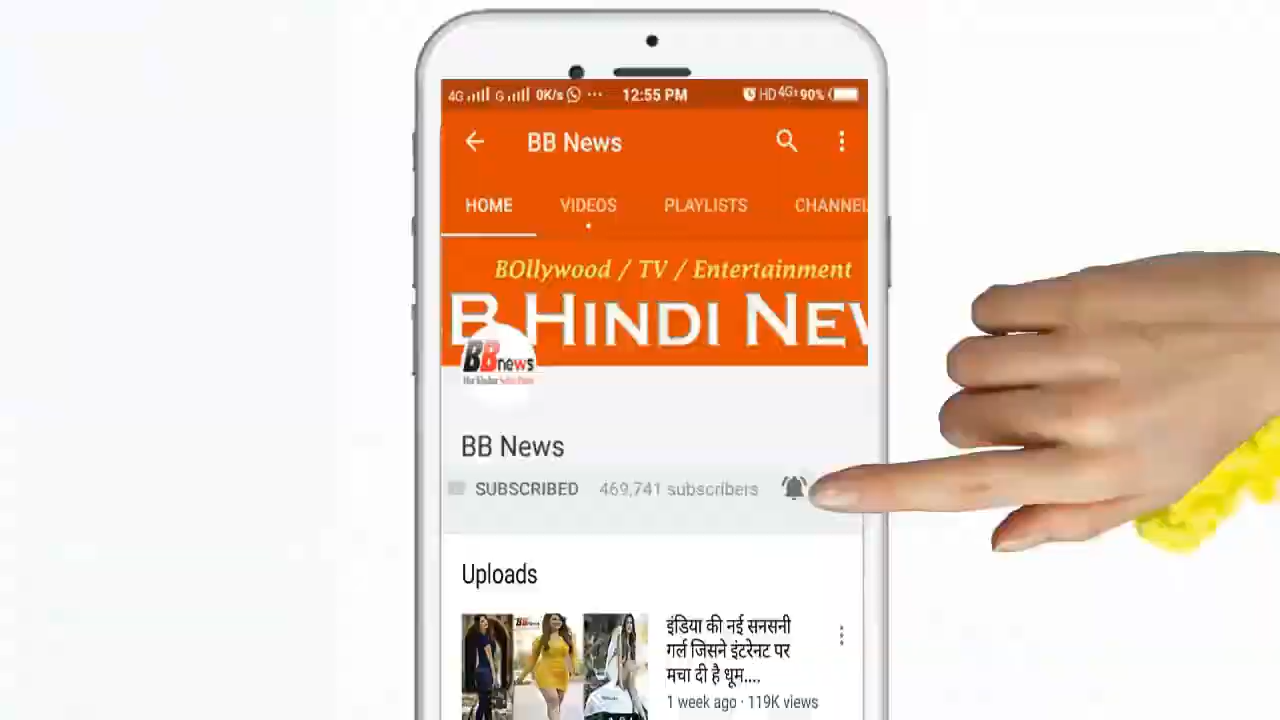 4G G 0K/s ... 12:55 PM HD 4G 90%
BB News
HOME VIDEOS PLAYLISTS CHANNEL
BOllywood / TV / Entertainment
B HINDI NEW
BBnews
BB News
SUBSCRIBED 469,741 subscribers
Uploads
इंडिया की नई सनसनी
गर्ल जिसने इंटरनेट पर
मचा दी है धूम....
1 week ago · 119K views